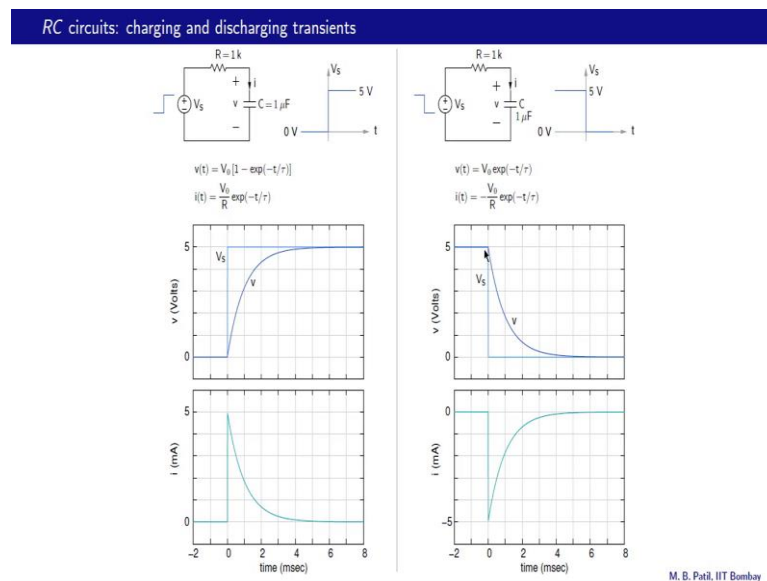 RC circuits: charging and discharging transients
R=1k
Vs
5 V
0 V
t
+
i
Vs
v
C=1 μF
−
v(t) = V0[1 − exp(−t/τ)]
i(t) = V0/R exp(−t/τ)
5
Vs
v
v (Volts)
0
5
i (mA)
0
−2 0 2 4 6 8
time (msec)
R=1k
Vs
5 V
0 V
t
+
i
Vs
v
C
1 μF
−
v(t) = V0 exp(−t/τ)
i(t) = −V0/R exp(−t/τ)
5
Vs
v
v (Volts)
0
0
i (mA)
−5
−2 0 2 4 6 8
time (msec)
M. B. Patil, IIT Bombay